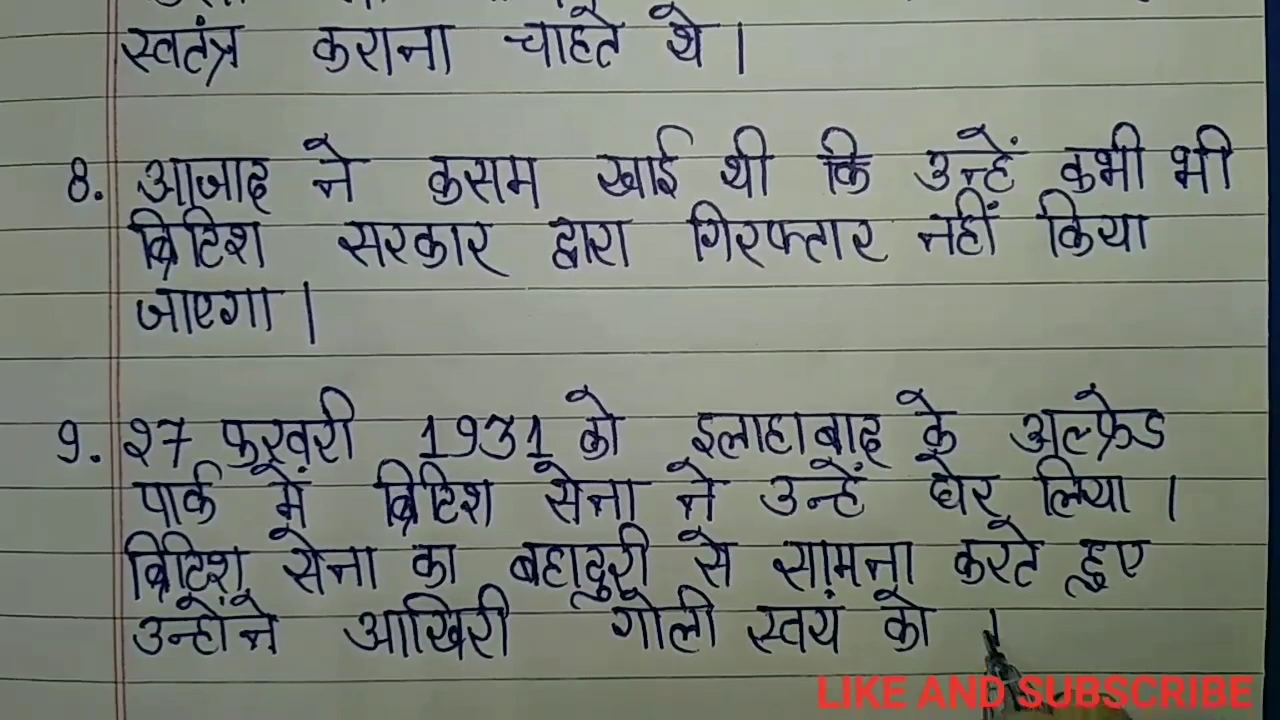 स्वतंत्र कराना चाहते थे।
8. आजाद ने कसम खाई थी कि उन्हें कभी भी
ब्रिटिश सरकार द्वारा गिरफ्तार नहीं किया
जाएगा।
9. 27 फरवरी 1931 को इलाहाबाद के अल्फ्रेड
पार्क में ब्रिटिश सेना ने उन्हें घेर लिया।
ब्रिटिश सेना का बहादुरी से सामना करते हुए
उन्होंने आखिरी गोली स्वयं को
LIKE AND SUBSCRIBE